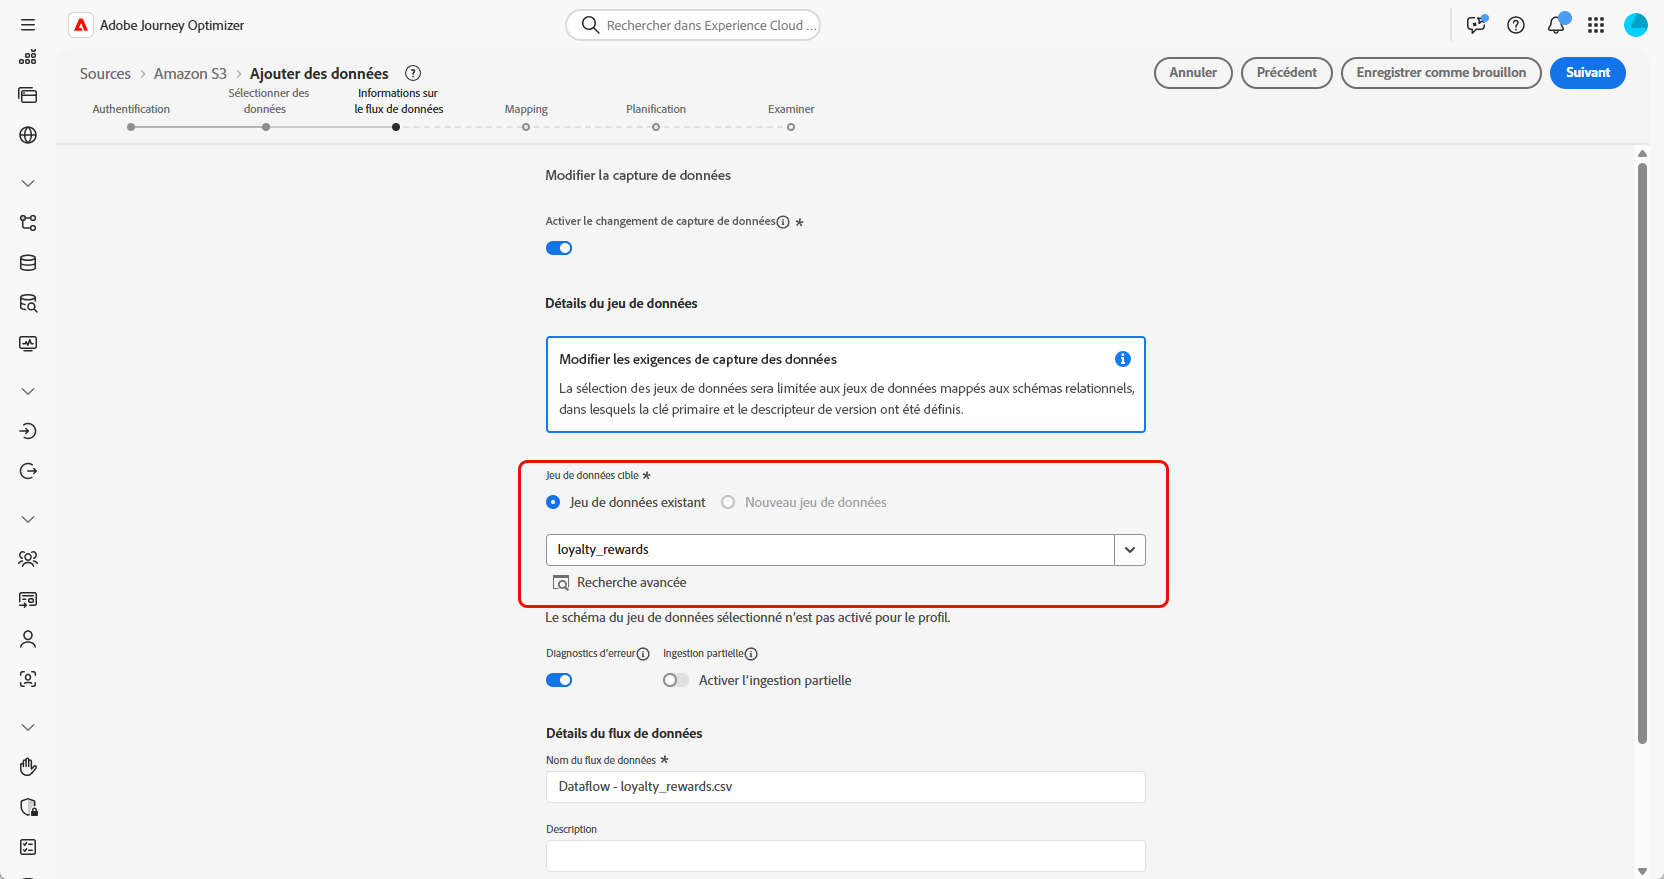 Adobe Journey Optimizer
Rechercher dans Experience Cloud ...
Sources > Amazon S3 > Ajouter des données
Annuler
Précédent
Enregistrer comme brouillon
Suivant
Authentification
Sélectionner des
données
Informations sur
le flux de données
Mapping
Planification
Examiner
Modifier la capture de données
Activer le changement de capture de données *
Détails du jeu de données
Modifier les exigences de capture des données
La sélection des jeux de données sera limitée aux jeux de données mappés aux schémas relationnels,
dans lesquels la clé primaire et le descripteur de version ont été définis.
Jeu de données cible *
Jeu de données existant
Nouveau jeu de données
loyalty_rewards
Recherche avancée
Le schéma du jeu de données sélectionné n’est pas activé pour le profil.
Diagnostics d’erreur
Ingestion partielle
Activer l’ingestion partielle
Détails du flux de données
Nom du flux de données *
Dataflow - loyalty_rewards.csv
Description